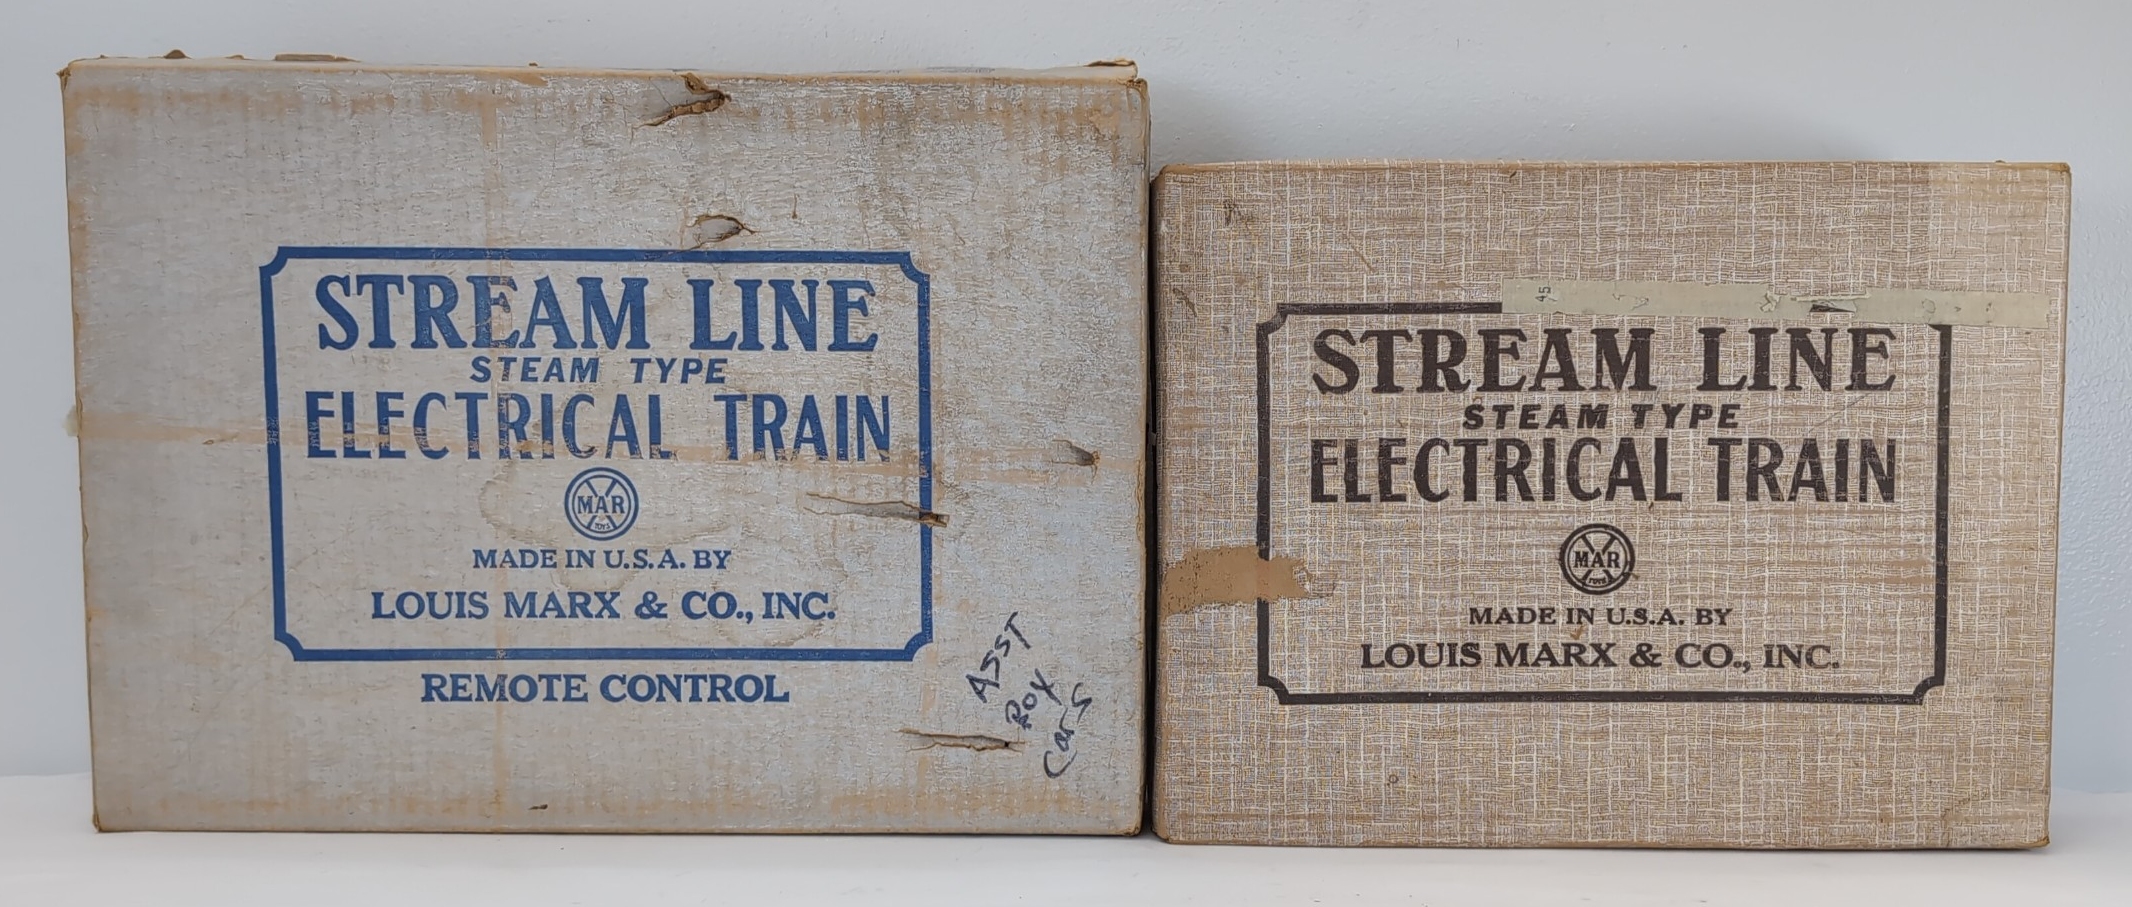 STREAM LINE
STEAM TYPE
ELECTRICAL TRAIN
MAR
TOYS
MADE IN U.S.A. BY
LOUIS MARX & CO., INC.
REMOTE CONTROL
ASST
BOX
Cars
45
STREAM LINE
STEAM TYPE
ELECTRICAL TRAIN
MAR
TOYS
MADE IN U.S.A. BY
LOUIS MARX & CO., INC.